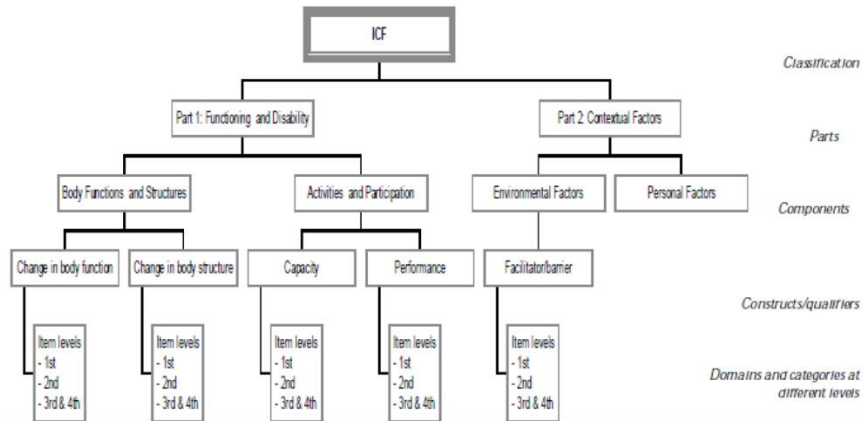 ICF
Classification
Part 1: Functioning and Disability
Part 2: Contextual Factors
Parts
Body Functions and Structures
Activities and Participation
Environmental Factors
Personal Factors
Components
Change in body function
Change in body structure
Capacity
Performance
Facilitator/barrier
Constructs/qualifiers
Item levels
- 1st
- 2nd
- 3rd & 4th
Item levels
- 1st
- 2nd
- 3rd & 4th
Item levels
- 1st
- 2nd
- 3rd & 4th
Item levels
- 1st
- 2nd
- 3rd & 4th
Item levels
- 1st
- 2nd
- 3rd & 4th
Domains and categories at
different levels